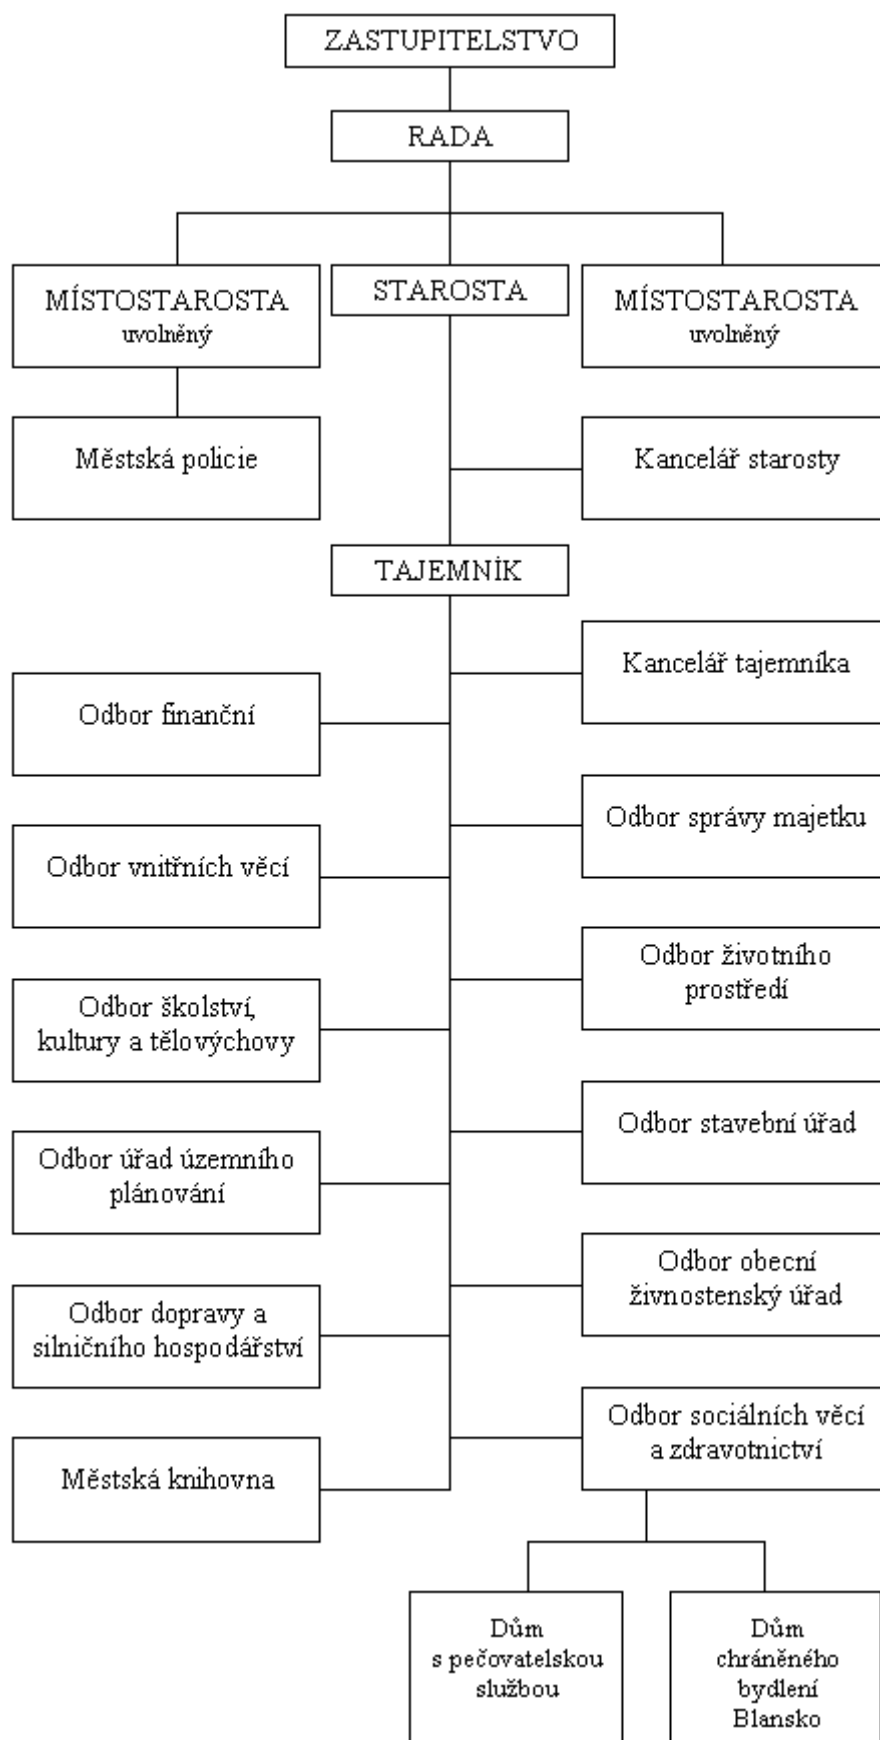 ZASTUPITELSTVO
RADA
MÍSTOSTAROSTA
uvolněný
STAROSTA
MÍSTOSTAROSTA
uvolněný
Městská policie
Kancelář starosty
TAJEMNÍK
Kancelář tajemníka
Odbor finanční
Odbor správy majetku
Odbor vnitřních věcí
Odbor životního
prostředí
Odbor školství,
kultury a tělovýchovy
Odbor stavební úřad
Odbor úřad územního
plánování
Odbor obecní
živnostenský úřad
Odbor dopravy a
silničního hospodářství
Odbor sociálních věcí
a zdravotnictví
Městská knihovna
Dům
s pečovatelskou
službou
Dům
chráněného
bydlení
Blansko